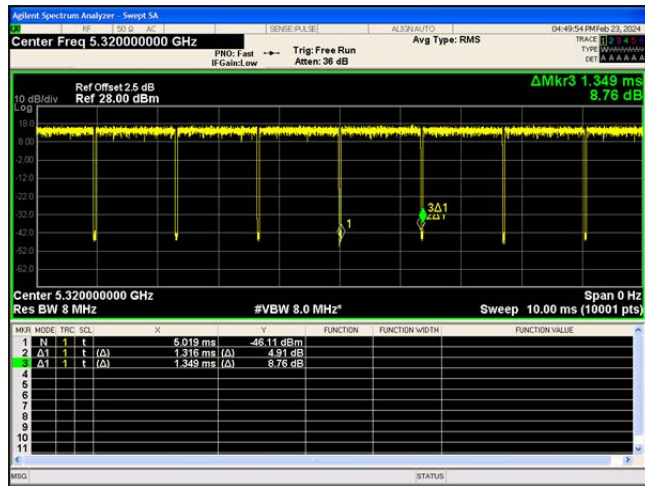 Agilent Spectrum Analyzer - Swept SA
RF 50 Ω AC SENSE:PULSE ALIGNAUTO 04:49:54 PM Feb 23, 2024
Center Freq 5.320000000 GHz Avg Type: RMS TRACE 1 2 3 4 5 6
PNO: Fast Trig: Free Run TYPE
IFGain:Low Atten: 36 dB DET A A A A A A
ΔMkr3 1.349 ms
8.76 dB
Ref Offset 2.5 dB
10 dB/div Ref 28.00 dBm
Log
18.0
8.00
-2.00
-12.0
-22.0
-32.0
-42.0
-52.0
-62.0
3Δ1
2Δ1
1
Center 5.320000000 GHz Span 0 Hz
Res BW 8 MHz #VBW 8.0 MHz* Sweep 10.00 ms (10001 pts)
MKR MODE TRC SCL X Y FUNCTION FUNCTION WIDTH FUNCTION VALUE
1 N 1 t 5.019 ms -46.11 dBm
2 Δ1 1 t (Δ) 1.316 ms (Δ) 4.91 dB
3 Δ1 1 t (Δ) 1.349 ms (Δ) 8.76 dB
4
5
6
7
8
9
10
11
MSG STATUS